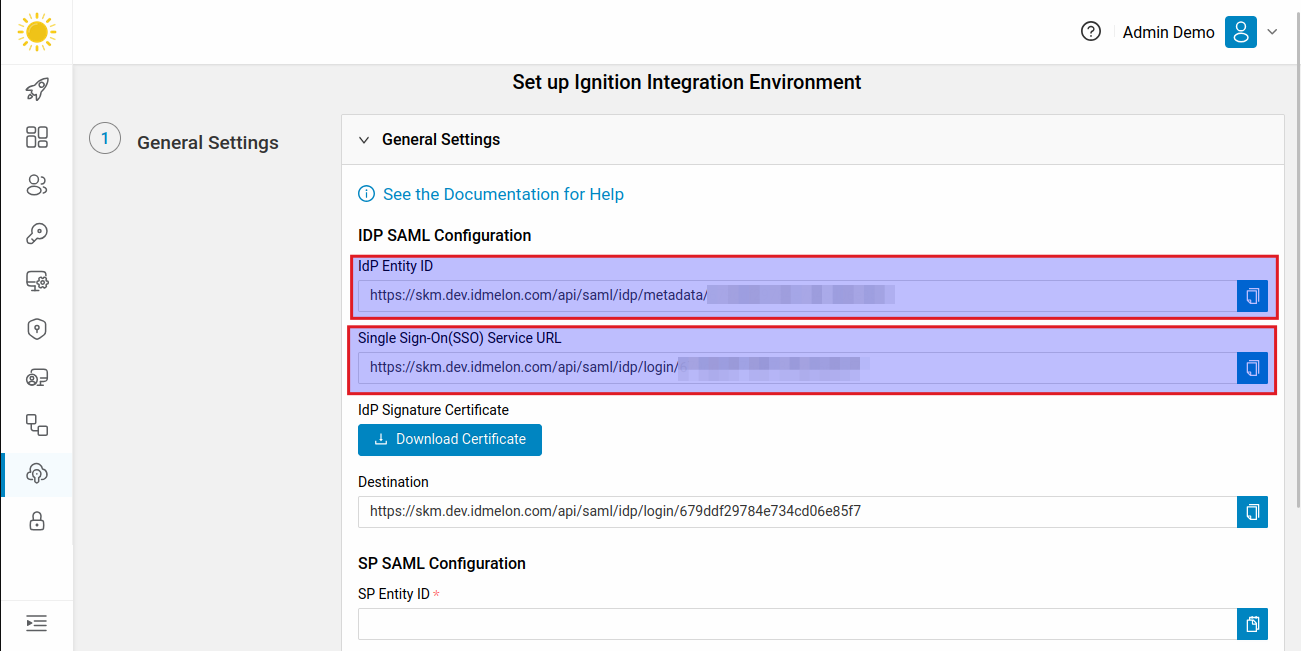 Admin Demo
Set up Ignition Integration Environment
1
General Settings
General Settings
See the Documentation for Help
IDP SAML Configuration
IdP Entity ID
https://skm.dev.idmelon.com/api/saml/idp/metadata/
Single Sign-On(SSO) Service URL
https://skm.dev.idmelon.com/api/saml/idp/login/
IdP Signature Certificate
Download Certificate
Destination
https://skm.dev.idmelon.com/api/saml/idp/login/679ddf29784e734cd06e85f7
SP SAML Configuration
SP Entity ID *